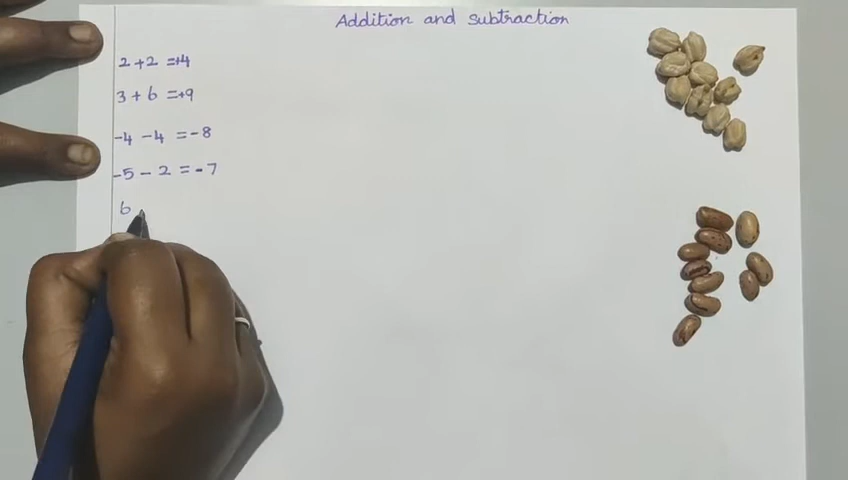 Addition and subtraction
2 + 2 = +4
3 + 6 = +9
-4 -4 = -8
-5 - 2 = -7
6